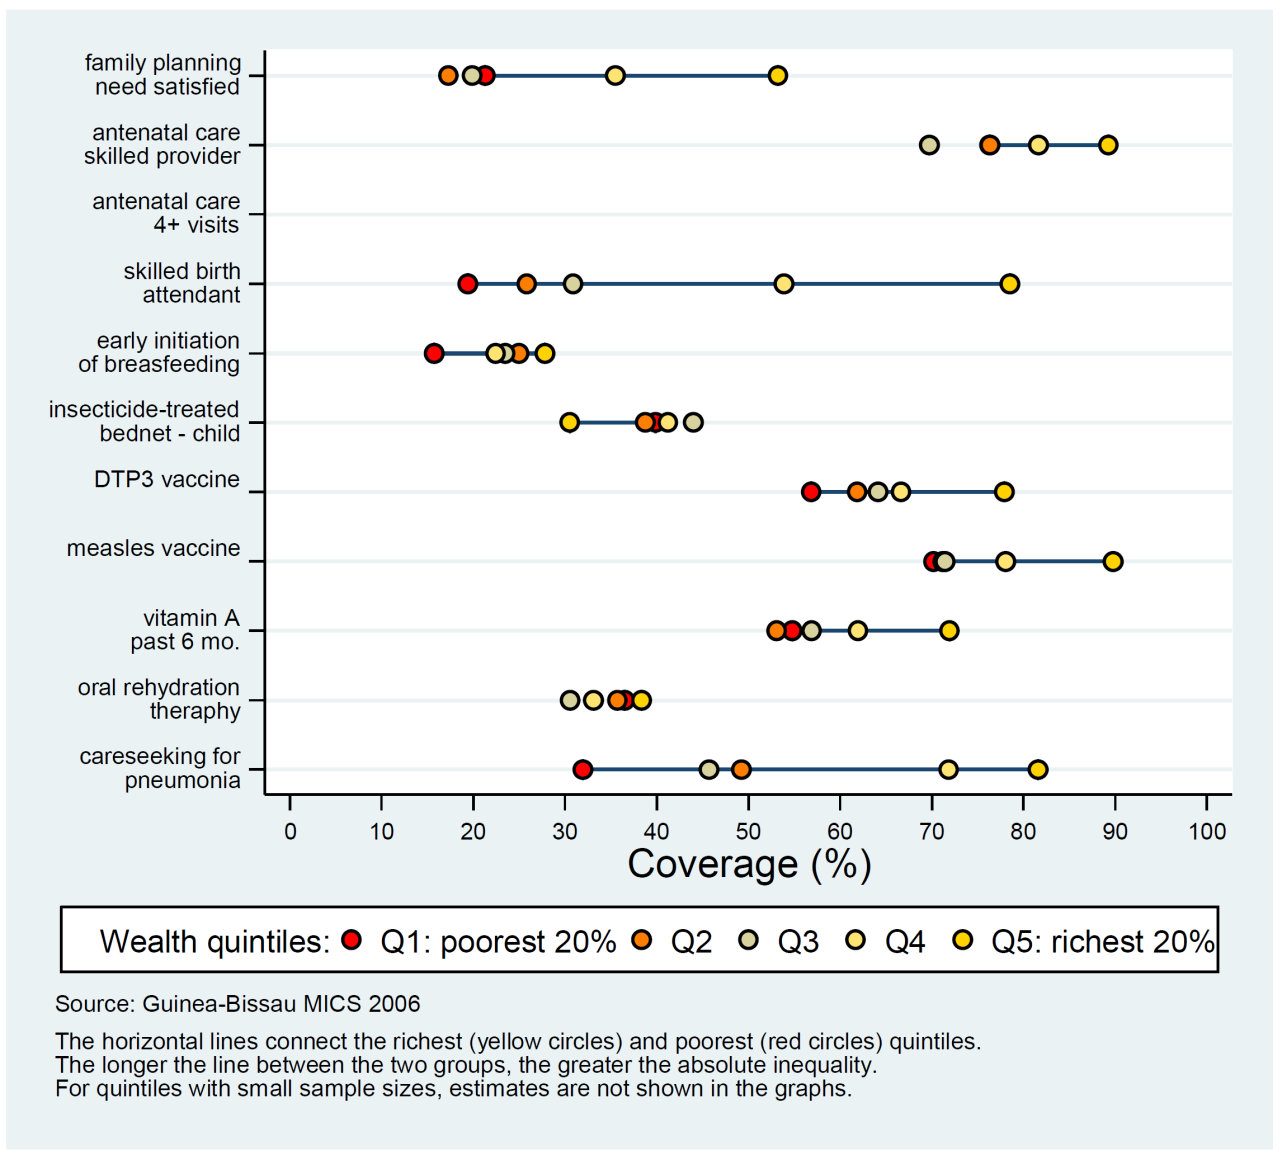 family planning
need satisfied
antenatal care
skilled provider
antenatal care
4+ visits
skilled birth
attendant
early initiation
of breasfeeding
insecticide-treated
bednet - child
DTP3 vaccine
measles vaccine
vitamin A
past 6 mo.
oral rehydration
theraphy
careseeking for
pneumonia
0 10 20 30 40 50 60 70 80 90 100
Coverage (%)
Wealth quintiles: Q1: poorest 20% Q2 Q3 Q4 Q5: richest 20%
Source: Guinea-Bissau MICS 2006
The horizontal lines connect the richest (yellow circles) and poorest (red circles) quintiles.
The longer the line between the two groups, the greater the absolute inequality.
For quintiles with small sample sizes, estimates are not shown in the graphs.